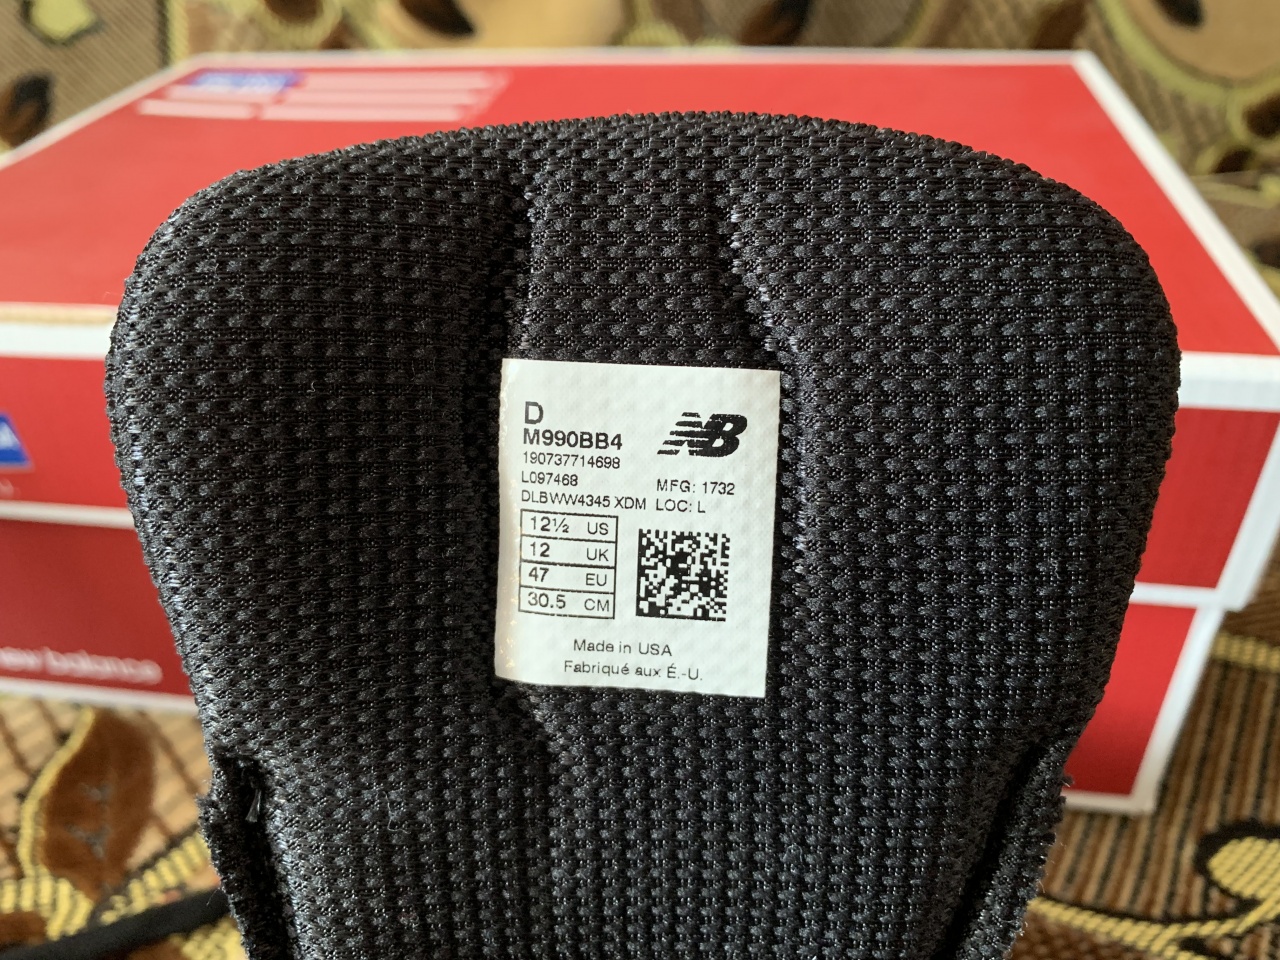 D
M990BB4
NB
190737714698
L097468
MFG: 1732
DLBWW4345 XDM LOC: L
12½ US
12 UK
47 EU
30.5 CM
Made in USA
Fabriqué aux É.-U.
new balance